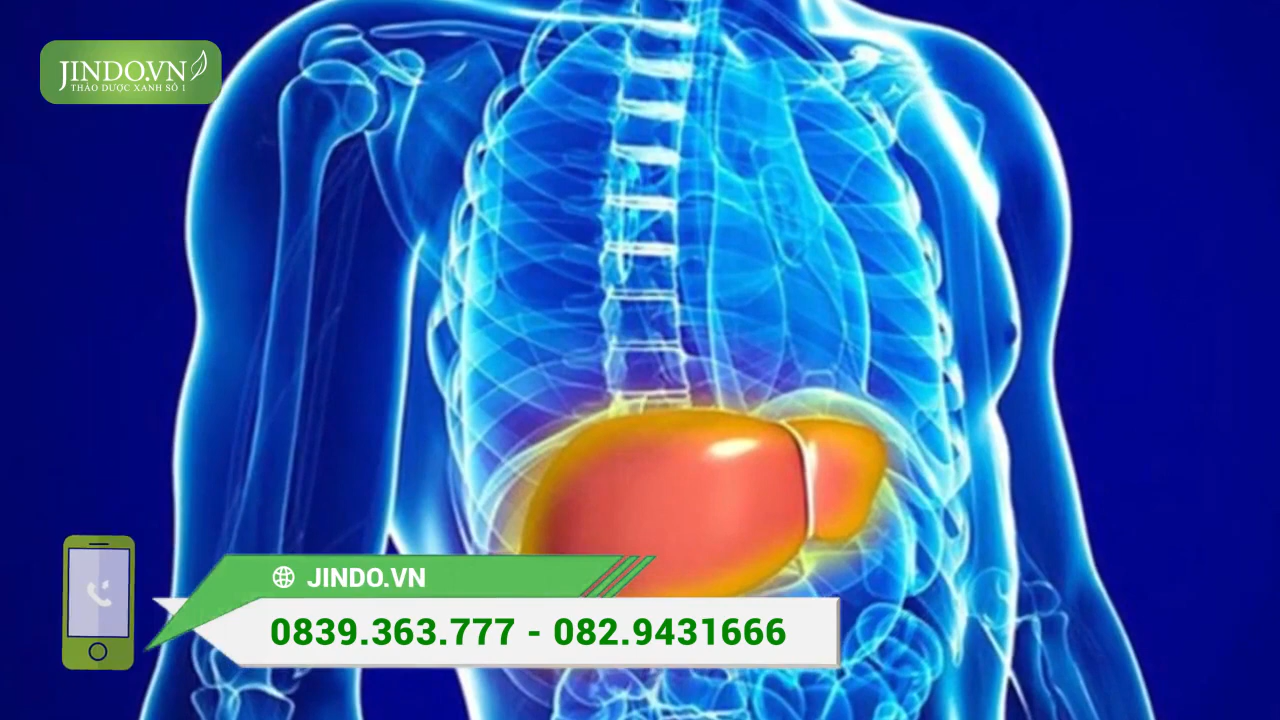 JINDO.VN
THẢO DƯỢC XANH SỐ 1
JINDO.VN
0839.363.777 - 082.9431666